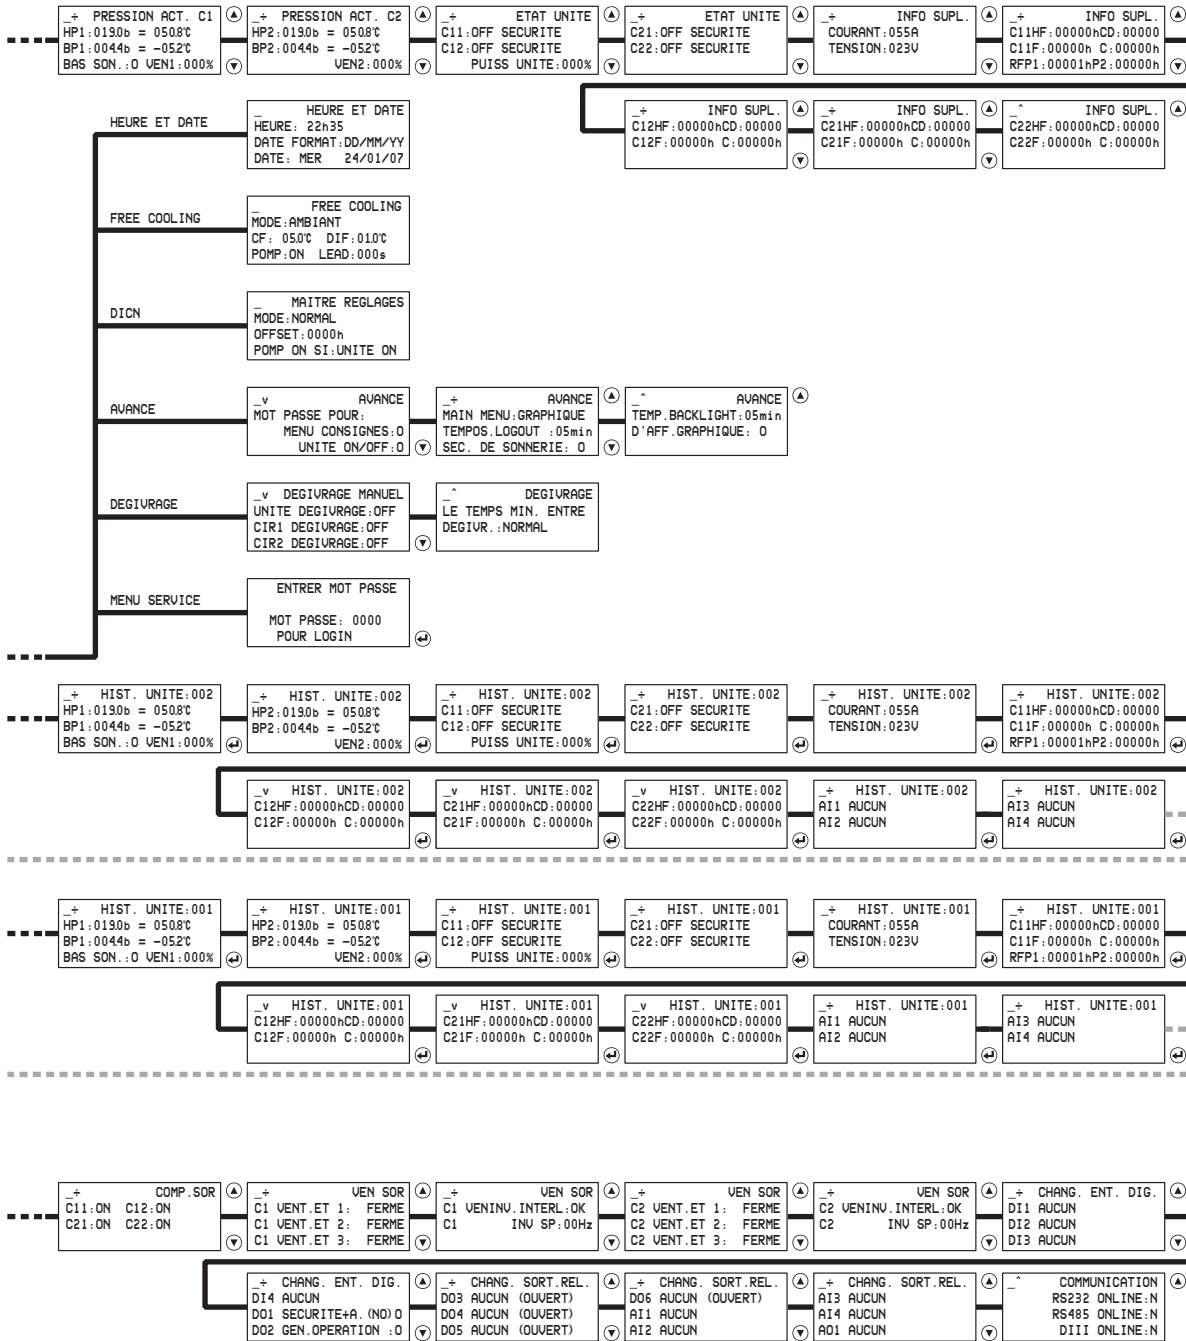 _÷ PRESSION ACT. C1
HP1:019.0b = 050.8°C
BP1:004.4b = -05.2°C
BAS SON.:O VEN1:000%
_÷ PRESSION ACT. C2
HP2:019.0b = 050.8°C
BP2:004.4b = -05.2°C
VEN2:000%
_÷ ETAT UNITE
C11:OFF SECURITE
C12:OFF SECURITE
PUISS UNITE:000%
_÷ ETAT UNITE
C21:OFF SECURITE
C22:OFF SECURITE
_÷ INFO SUPL.
COURANT:055A
TENSION:023V
_÷ INFO SUPL.
C11HF:00000hCD:00000
C11F:00000h C:00000h
RFP1:00001hP2:00000h
_÷ INFO SUPL.
C12HF:00000hCD:00000
C12F:00000h C:00000h
_÷ INFO SUPL.
C21HF:00000hCD:00000
C21F:00000h C:00000h
_^ INFO SUPL.
C22HF:00000hCD:00000
C22F:00000h C:00000h
HEURE ET DATE
_ HEURE ET DATE
HEURE: 22h35
DATE FORMAT:DD/MM/YY
DATE: MER 24/01/07
FREE COOLING
_ FREE COOLING
MODE:AMBIANT
CF: 05.0°C DIF:01.0°C
POMP:ON LEAD:000s
DICN
_ MAITRE REGLAGES
MODE:NORMAL
OFFSET:0000h
POMP ON SI:UNITE ON
AVANCE
_v AVANCE
MOT PASSE POUR:
MENU CONSIGNES:O
UNITE ON/OFF:O
_÷ AVANCE
MAIN MENU:GRAPHIQUE
TEMPOS.LOGOUT :05min
SEC. DE SONNERIE: O
_^ AVANCE
TEMP.BACKLIGHT:05min
D'AFF.GRAPHIQUE: O
DEGIVRAGE
_v DEGIVRAGE MANUEL
UNITE DEGIVRAGE:OFF
CIR1 DEGIVRAGE:OFF
CIR2 DEGIVRAGE:OFF
_^ DEGIVRAGE
LE TEMPS MIN. ENTRE
DEGIVR.:NORMAL
MENU SERVICE
ENTRER MOT PASSE
MOT PASSE: 0000
POUR LOGIN
_÷ HIST. UNITE:002
HP1:019.0b = 050.8°C
BP1:004.4b = -05.2°C
BAS SON.:O VEN1:000%
_÷ HIST. UNITE:002
HP2:019.0b = 050.8°C
BP2:004.4b = -05.2°C
VEN2:000%
_÷ HIST. UNITE:002
C11:OFF SECURITE
C12:OFF SECURITE
PUISS UNITE:000%
_÷ HIST. UNITE:002
C21:OFF SECURITE
C22:OFF SECURITE
_÷ HIST. UNITE:002
COURANT:055A
TENSION:023V
_÷ HIST. UNITE:002
C11HF:00000hCD:00000
C11F:00000h C:00000h
RFP1:00001hP2:00000h
_v HIST. UNITE:002
C12HF:00000hCD:00000
C12F:00000h C:00000h
_v HIST. UNITE:002
C21HF:00000hCD:00000
C21F:00000h C:00000h
_v HIST. UNITE:002
C22HF:00000hCD:00000
C22F:00000h C:00000h
_÷ HIST. UNITE:002
AI1 AUCUN
AI2 AUCUN
_÷ HIST. UNITE:002
AI3 AUCUN
AI4 AUCUN
_÷ HIST. UNITE:001
HP1:019.0b = 050.8°C
BP1:004.4b = -05.2°C
BAS SON.:O VEN1:000%
_÷ HIST. UNITE:001
HP2:019.0b = 050.8°C
BP2:004.4b = -05.2°C
VEN2:000%
_÷ HIST. UNITE:001
C11:OFF SECURITE
C12:OFF SECURITE
PUISS UNITE:000%
_÷ HIST. UNITE:001
C21:OFF SECURITE
C22:OFF SECURITE
_÷ HIST. UNITE:001
COURANT:055A
TENSION:023V
_÷ HIST. UNITE:001
C11HF:00000hCD:00000
C11F:00000h C:00000h
RFP1:00001hP2:00000h
_v HIST. UNITE:001
C12HF:00000hCD:00000
C12F:00000h C:00000h
_v HIST. UNITE:001
C21HF:00000hCD:00000
C21F:00000h C:00000h
_v HIST. UNITE:001
C22HF:00000hCD:00000
C22F:00000h C:00000h
_÷ HIST. UNITE:001
AI1 AUCUN
AI2 AUCUN
_÷ HIST. UNITE:001
AI3 AUCUN
AI4 AUCUN
_÷ COMP.SOR
C11:ON C12:ON
C21:ON C22:ON
_÷ VEN SOR
C1 VENT.ET 1: FERME
C1 VENT.ET 2: FERME
C1 VENT.ET 3: FERME
_÷ VEN SOR
C1 VENINV.INTERL:OK
C1 INV SP:00Hz
_÷ VEN SOR
C2 VENT.ET 1: FERME
C2 VENT.ET 2: FERME
C2 VENT.ET 3: FERME
_÷ VEN SOR
C2 VENINV.INTERL:OK
C2 INV SP:00Hz
_÷ CHANG. ENT. DIG.
DI1 AUCUN
DI2 AUCUN
DI3 AUCUN
_÷ CHANG. ENT. DIG.
DI4 AUCUN
DO1 SECURITE+A.(NO)O
DO2 GEN.OPERATION :O
_÷ CHANG. SORT.REL.
DO3 AUCUN (OUVERT)
DO4 AUCUN (OUVERT)
DO5 AUCUN (OUVERT)
_÷ CHANG. SORT.REL.
DO6 AUCUN (OUVERT)
AI1 AUCUN
AI2 AUCUN
_÷ CHANG. SORT.REL.
AI3 AUCUN
AI4 AUCUN
AO1 AUCUN
_^ COMMUNICATION
RS232 ONLINE:N
RS485 ONLINE:N
DIII ONLINE:N